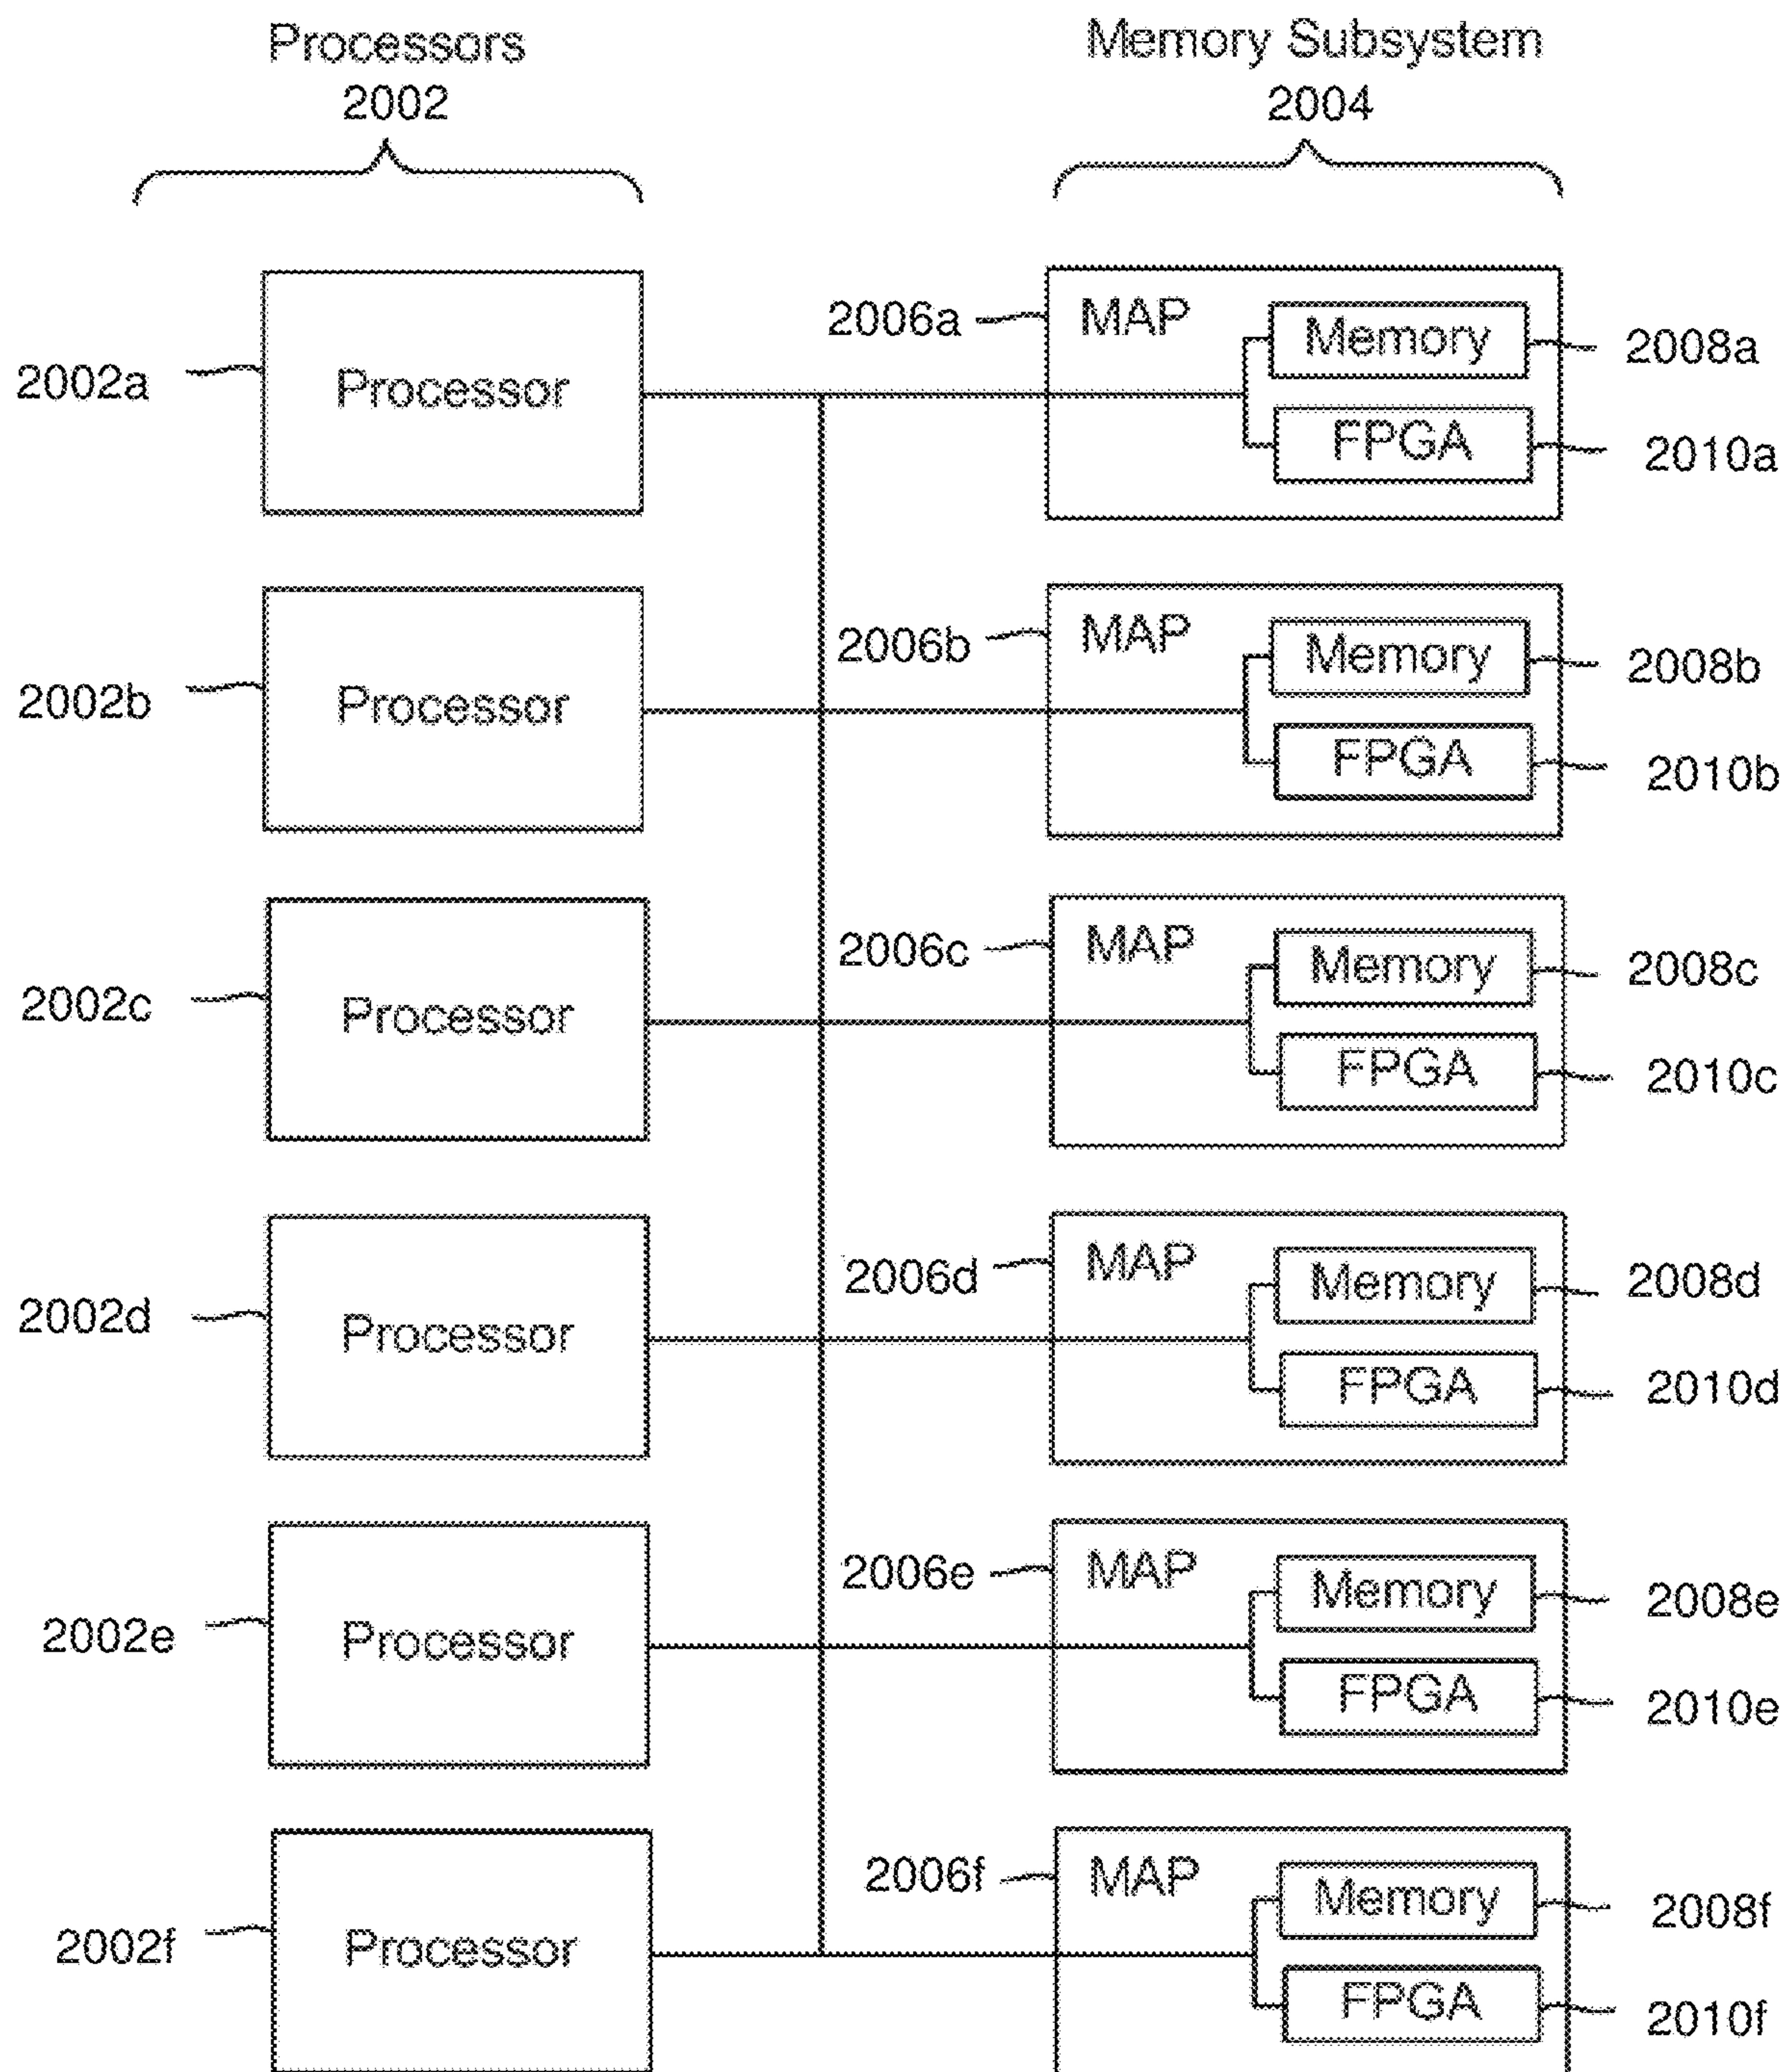 Processors
2002
Memory Subsystem
2004
2002a
Processor
2006a
MAP
Memory
2008a
FPGA
2010a
2002b
Processor
2006b
MAP
Memory
2008b
FPGA
2010b
2002c
Processor
2006c
MAP
Memory
2008c
FPGA
2010c
2002d
Processor
2006d
MAP
Memory
2008d
FPGA
2010d
2002e
Processor
2006e
MAP
Memory
2008e
FPGA
2010e
2002f
Processor
2006f
MAP
Memory
2008f
FPGA
2010f